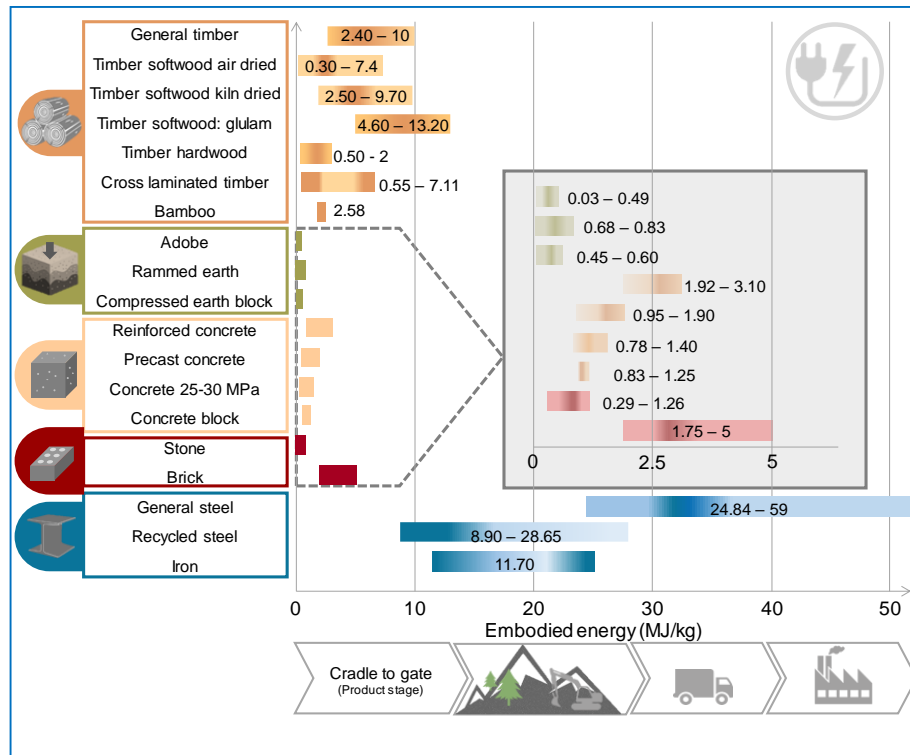 General timber 2.40 – 10
Timber softwood air dried 0.30 – 7.4
Timber softwood kiln dried 2.50 – 9.70
Timber softwood: glulam 4.60 – 13.20
Timber hardwood 0.50 - 2
Cross laminated timber 0.55 – 7.11
Bamboo 2.58
Adobe 0.03 – 0.49
Rammed earth 0.68 – 0.83
Compressed earth block 0.45 – 0.60
Reinforced concrete 1.92 – 3.10
Precast concrete 0.95 – 1.90
Concrete 25-30 MPa 0.78 – 1.40
Concrete block 0.83 – 1.25
Stone 0.29 – 1.26
Brick 1.75 – 5
0 2.5 5
General steel 24.84 – 59
Recycled steel 8.90 – 28.65
Iron 11.70
0 10 20 30 40 50
Embodied energy (MJ/kg)
Cradle to gate
(Product stage)